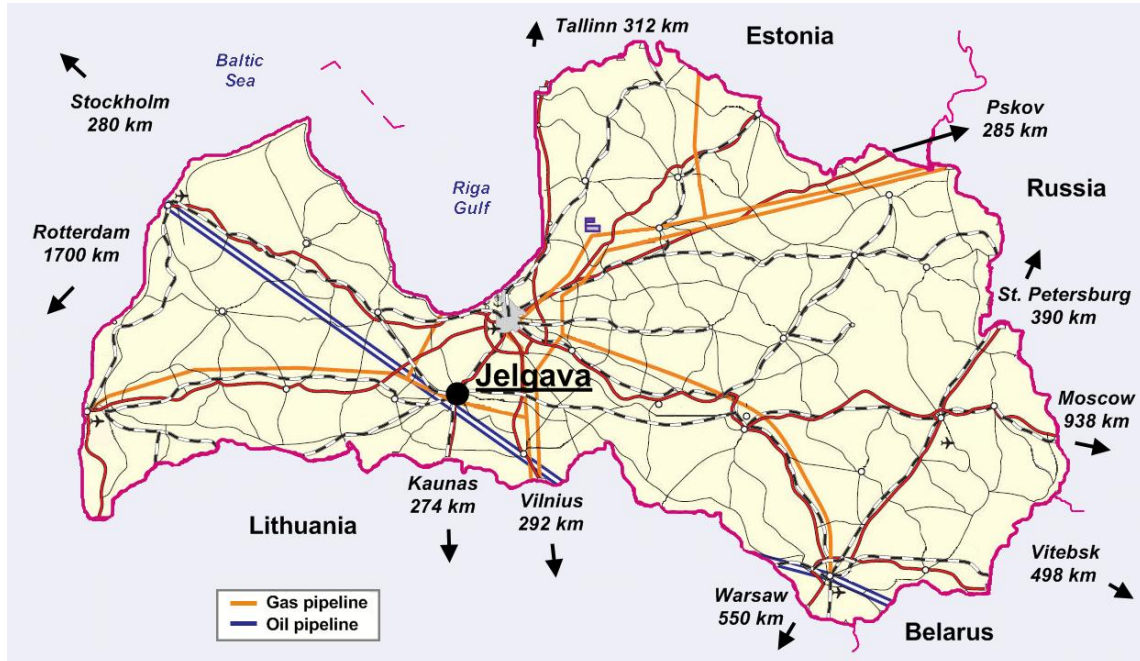 Tallinn 312 km
Estonia
Baltic
Sea
Stockholm
280 km
Pskov
285 km
Riga
Gulf
Russia
Rotterdam
1700 km
St. Petersburg
390 km
Jelgava
Moscow
938 km
Kaunas
274 km
Vilnius
292 km
Lithuania
Vitebsk
498 km
Warsaw
550 km
Gas pipeline
Oil pipeline
Belarus